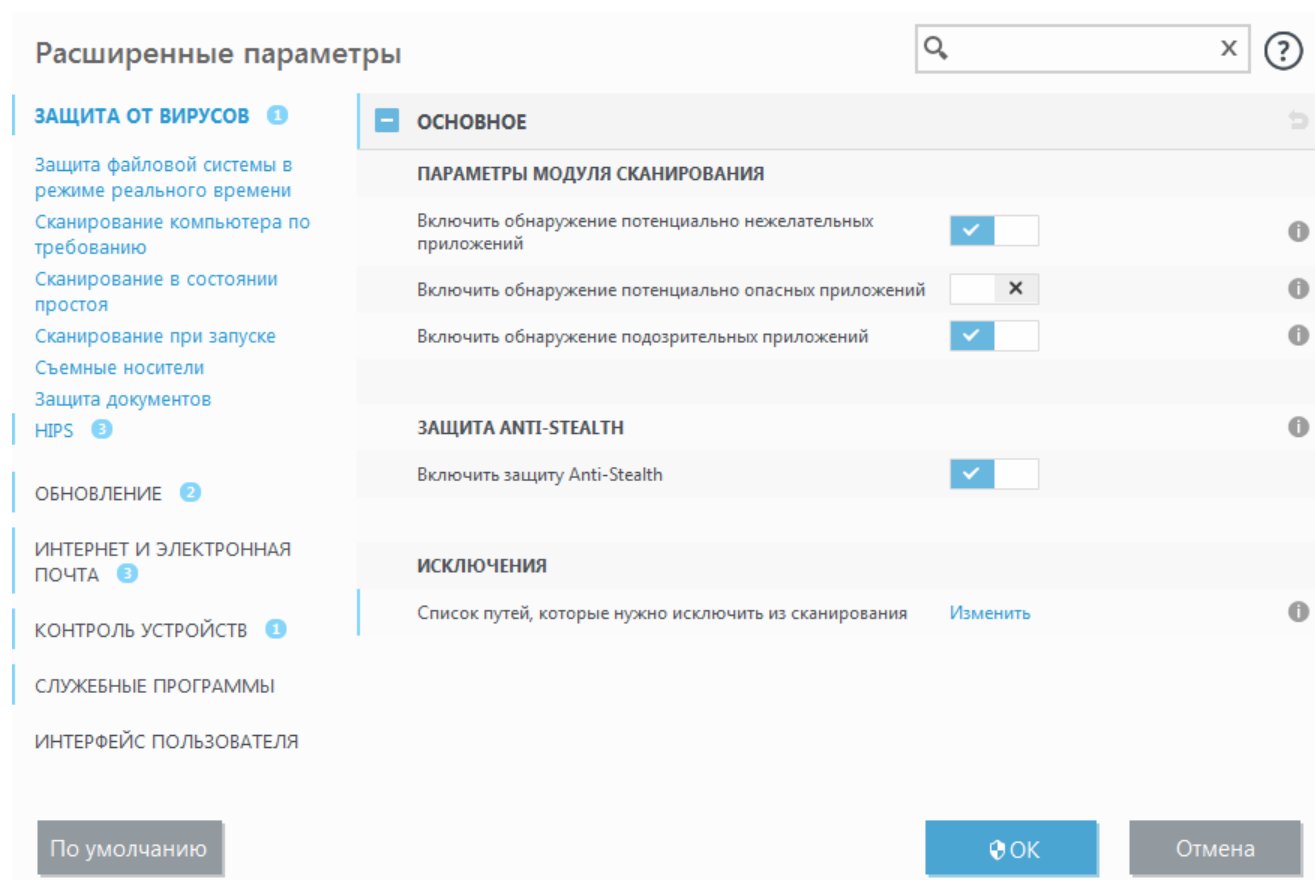 Расширенные параметры
X
?
ЗАЩИТА ОТ ВИРУСОВ 1
Защита файловой системы в
режиме реального времени
Сканирование компьютера по
требованию
Сканирование в состоянии
простоя
Сканирование при запуске
Съемные носители
Защита документов
HIPS 3
ОБНОВЛЕНИЕ 2
ИНТЕРНЕТ И ЭЛЕКТРОННАЯ
ПОЧТА 3
КОНТРОЛЬ УСТРОЙСТВ 1
СЛУЖЕБНЫЕ ПРОГРАММЫ
ИНТЕРФЕЙС ПОЛЬЗОВАТЕЛЯ
ОСНОВНОЕ
ПАРАМЕТРЫ МОДУЛЯ СКАНИРОВАНИЯ
Включить обнаружение потенциально нежелательных
приложений
Включить обнаружение потенциально опасных приложений
Включить обнаружение подозрительных приложений
ЗАЩИТА ANTI-STEALTH
Включить защиту Anti-Stealth
ИСКЛЮЧЕНИЯ
Список путей, которые нужно исключить из сканирования Изменить
По умолчанию
OK
Отмена